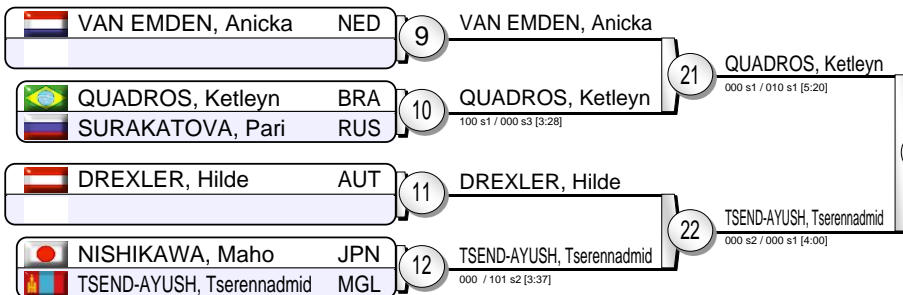 VAN EMDEN, Anicka NED
9
VAN EMDEN, Anicka
21
QUADROS, Ketleyn
000 s1 / 010 s1 [5:20]
QUADROS, Ketleyn BRA
SURAKATOVA, Pari RUS
10
QUADROS, Ketleyn
100 s1 / 000 s3 [3:28]
DREXLER, Hilde AUT
11
DREXLER, Hilde
22
TSEND-AYUSH, Tserennadmid
000 s2 / 000 s1 [4:00]
NISHIKAWA, Maho JPN
TSEND-AYUSH, Tserennadmid MGL
12
TSEND-AYUSH, Tserennadmid
000 / 101 s2 [3:37]